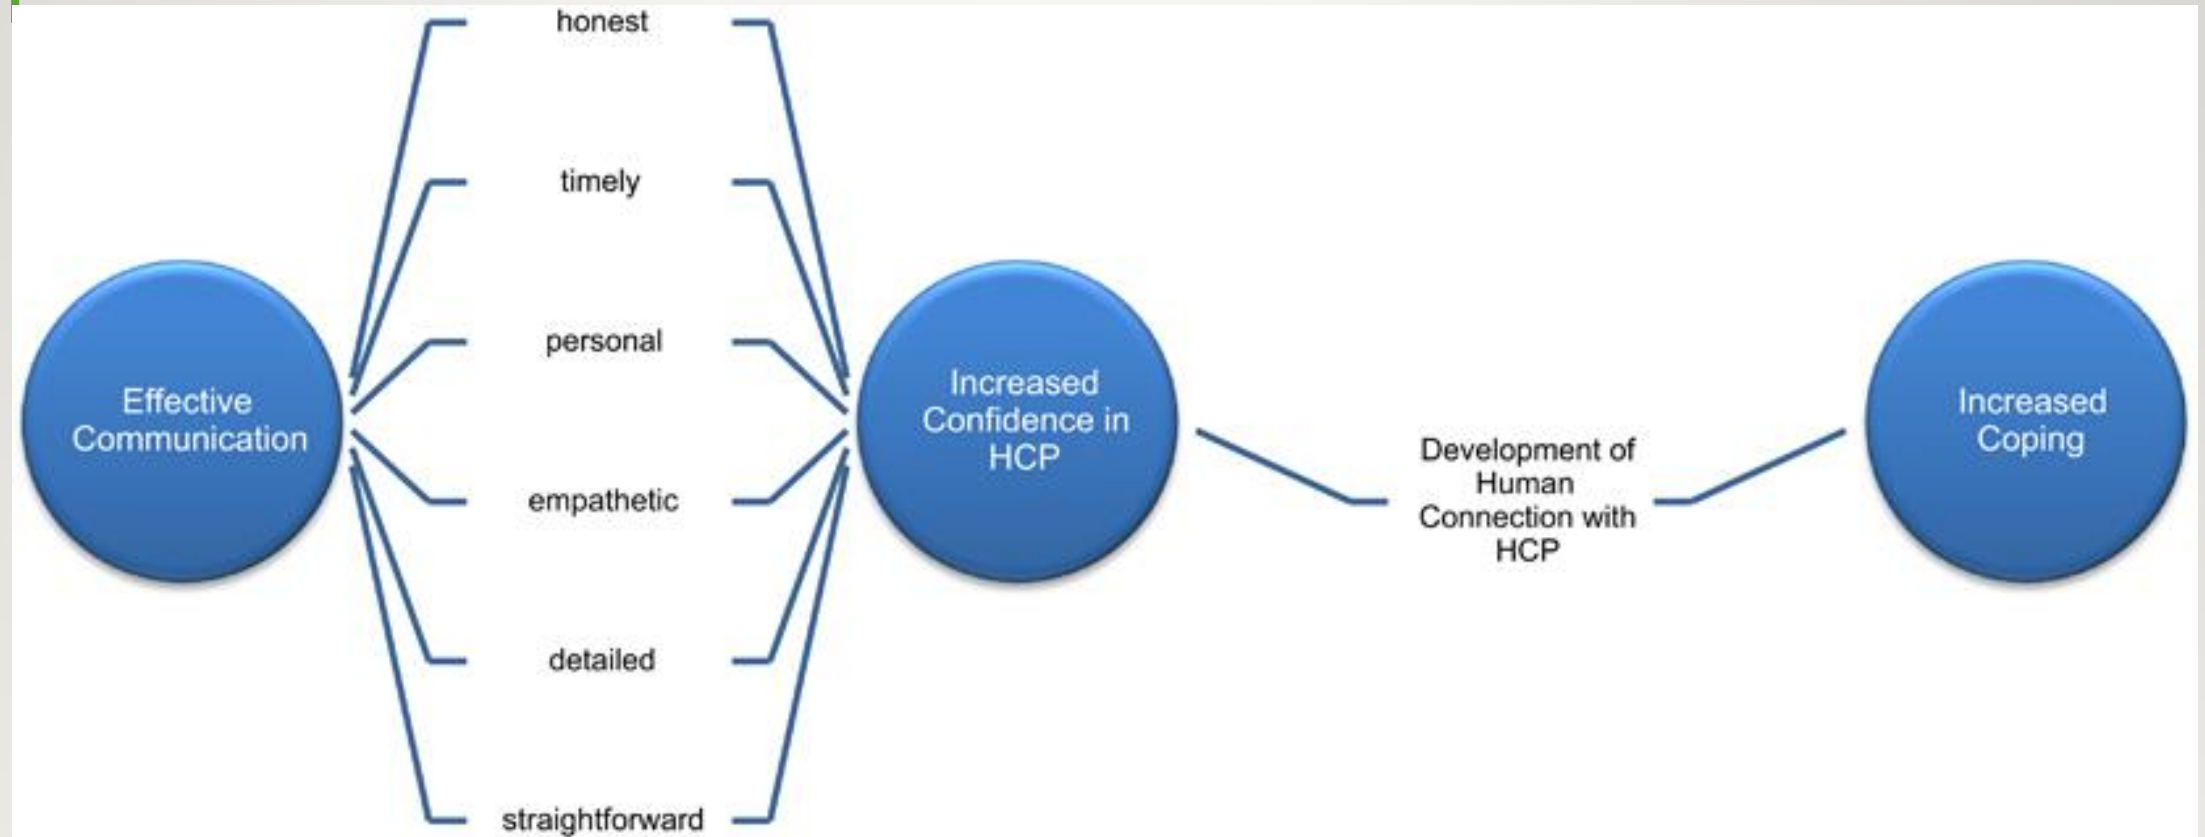 Effective
Communication
honest
timely
personal
empathetic
detailed
straightforward
Increased
Confidence in
HCP
Development of
Human
Connection with
HCP
Increased
Coping